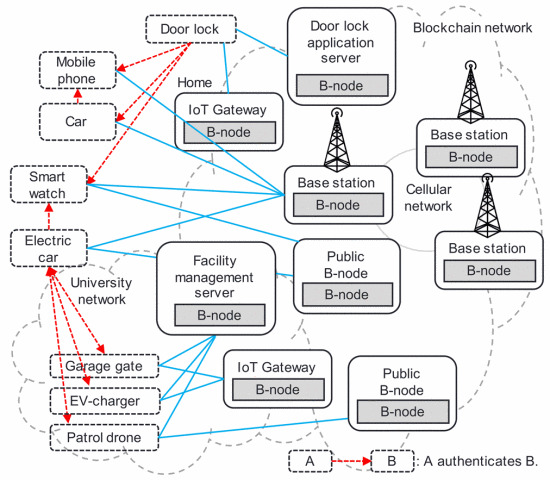 Door lock
Door lock
application
server
B-node
Blockchain network
Mobile
phone
Home
IoT Gateway
B-node
Car
Base station
B-node
Base station
B-node
Smart
watch
Cellular
network
Electric
car
Facility
management
server
B-node
Public
B-node
B-node
Base station
B-node
University
network
Garage gate
IoT Gateway
B-node
Public
B-node
B-node
EV-charger
Patrol drone
A
B
: A authenticates B.